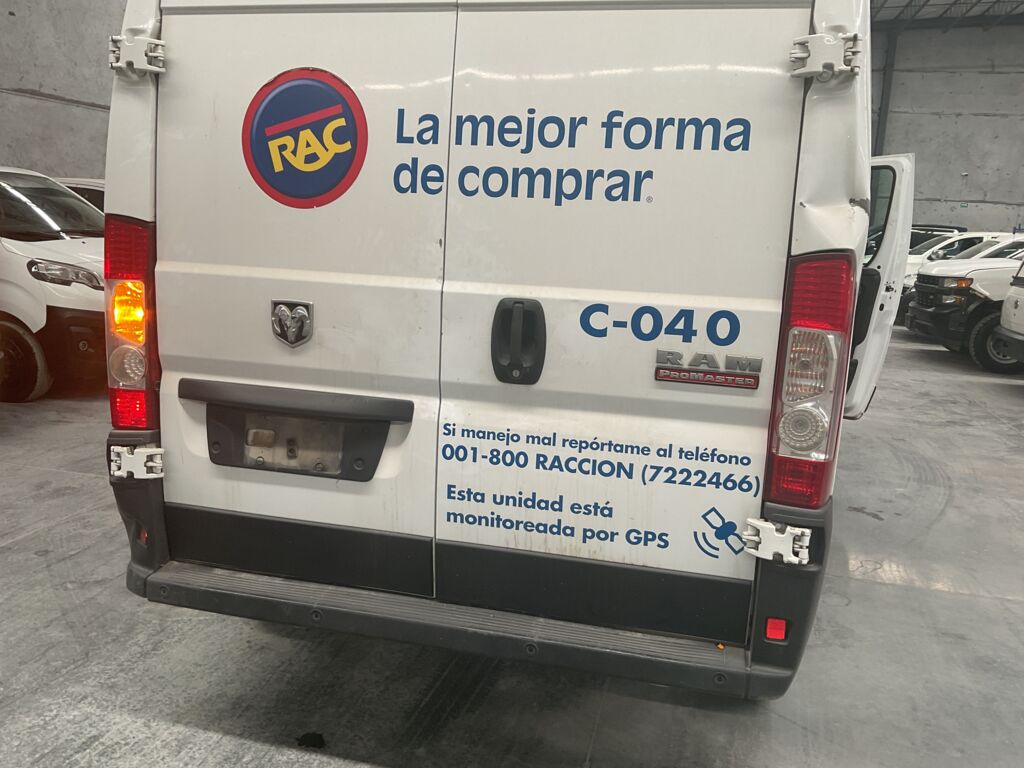 RAC
La mejor forma
de comprar®
C-040
RAM
PROMASTER
Si manejo mal repórtame al teléfono
001-800 RACCION (7222466)
Esta unidad está
monitoreada por GPS